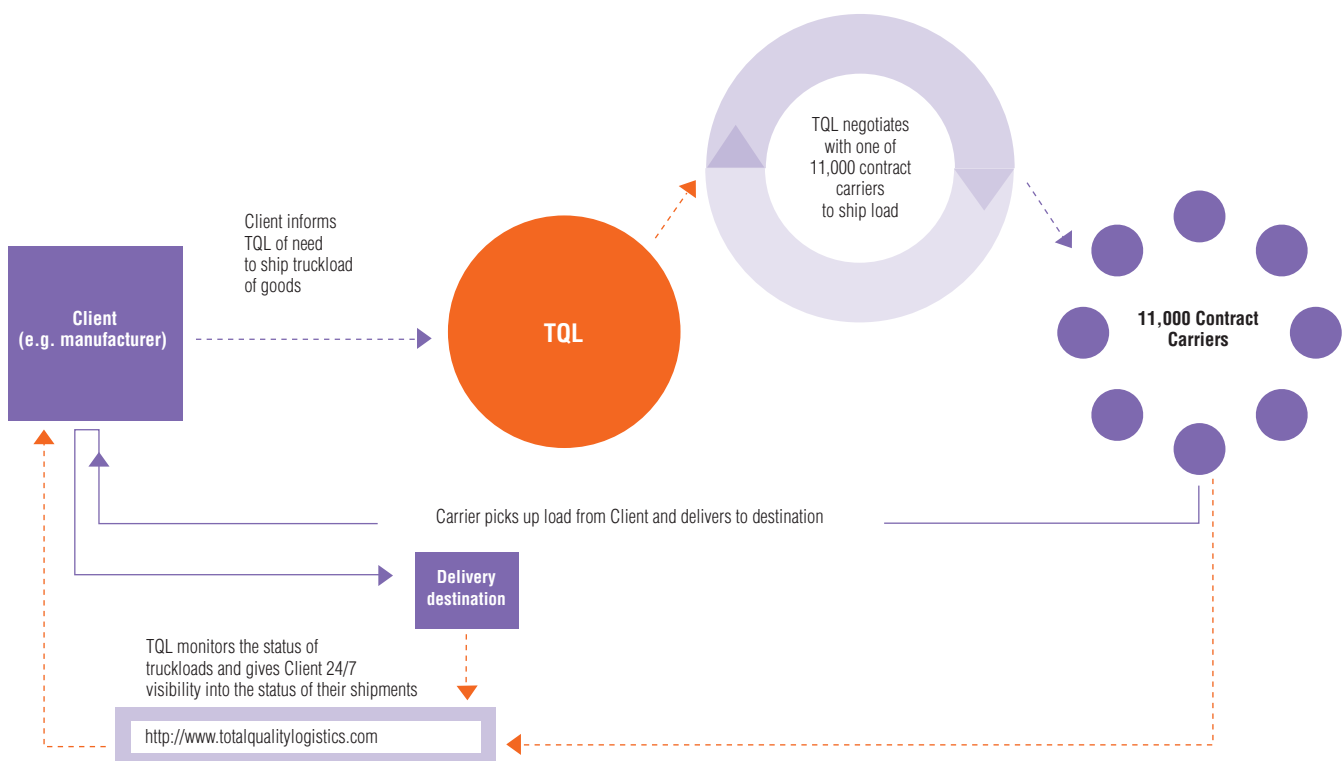 TQL negotiates
with one of
11,000 contract
carriers
to ship load
Client informs
TQL of need
to ship truckload
of goods
Client
(e.g. manufacturer)
TQL
11,000 Contract
Carriers
Carrier picks up load from Client and delivers to destination
Delivery
destination
TQL monitors the status of
truckloads and gives Client 24/7
visibility into the status of their shipments
http://www.totalqualitylogistics.com